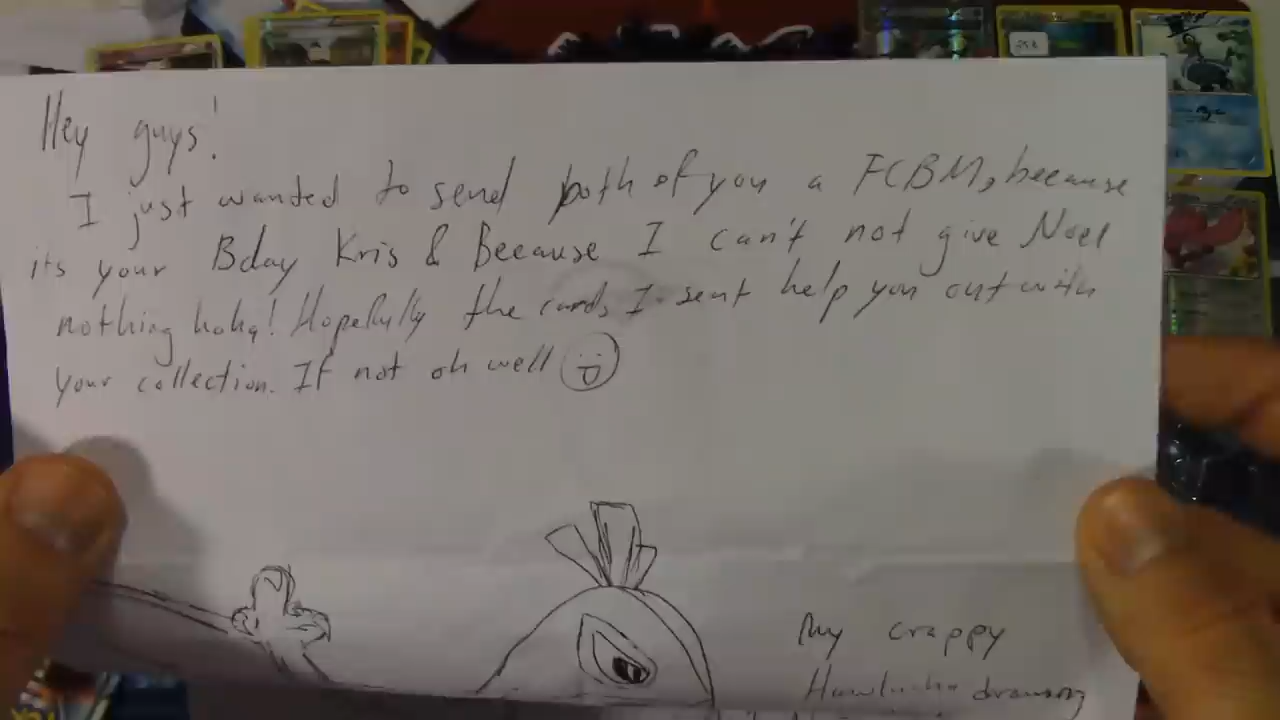 Hey guys!
I just wanted to send both of you a FCBM, because
its your Bday Kris & Because I can't not give Noel
nothing haha! Hopefully the cards I sent help you out with
your collection. If not oh well
My crappy
Hawlucha drawing